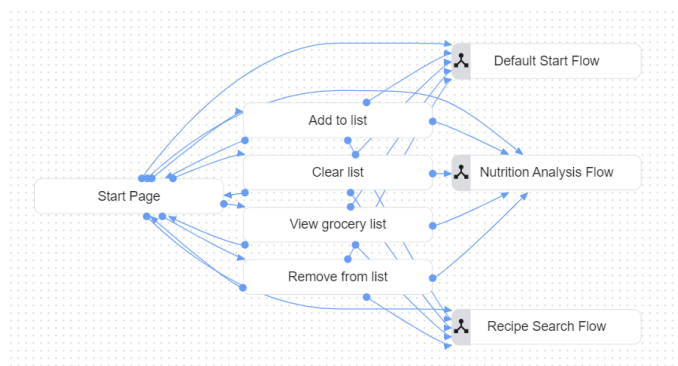 Default Start Flow
Add to list
Clear list
Nutrition Analysis Flow
Start Page
View grocery list
Remove from list
Recipe Search Flow